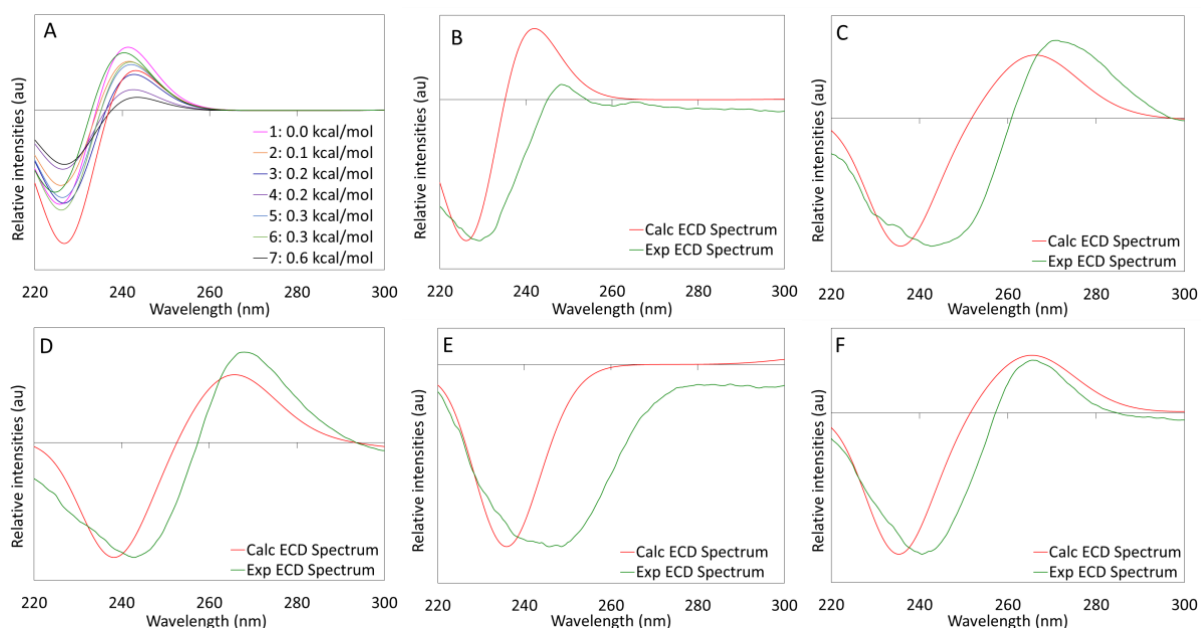 A
Relative intensities (au)
1: 0.0 kcal/mol
2: 0.1 kcal/mol
3: 0.2 kcal/mol
4: 0.2 kcal/mol
5: 0.3 kcal/mol
6: 0.3 kcal/mol
7: 0.6 kcal/mol
220 240 260 280 300
Wavelength (nm)
B
Relative intensities (au)
Calc ECD Spectrum
Exp ECD Spectrum
220 240 260 280 300
Wavelength (nm)
C
Relative intensities (au)
Calc ECD Spectrum
Exp ECD Spectrum
220 240 260 280 300
Wavelength (nm)
D
Relative intensities (au)
Calc ECD Spectrum
Exp ECD Spectrum
220 240 260 280 300
Wavelength (nm)
E
Relative intensities (au)
Calc ECD Spectrum
Exp ECD Spectrum
220 240 260 280 300
Wavelength (nm)
F
Relative intensities (au)
Calc ECD Spectrum
Exp ECD Spectrum
220 240 260 280 300
Wavelength (nm)